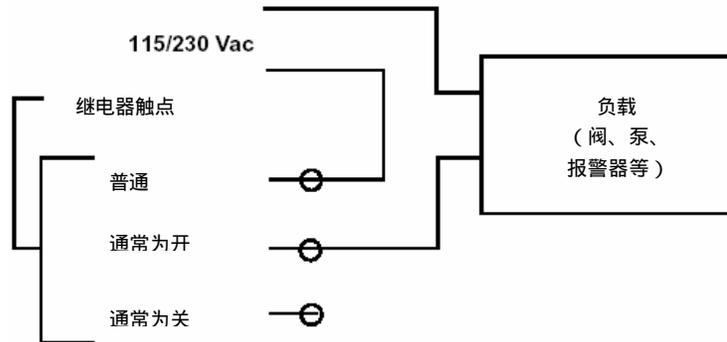 115/230 Vac
继电器触点
负载
（阀、泵、
报警器等）
普通
通常为开
通常为关